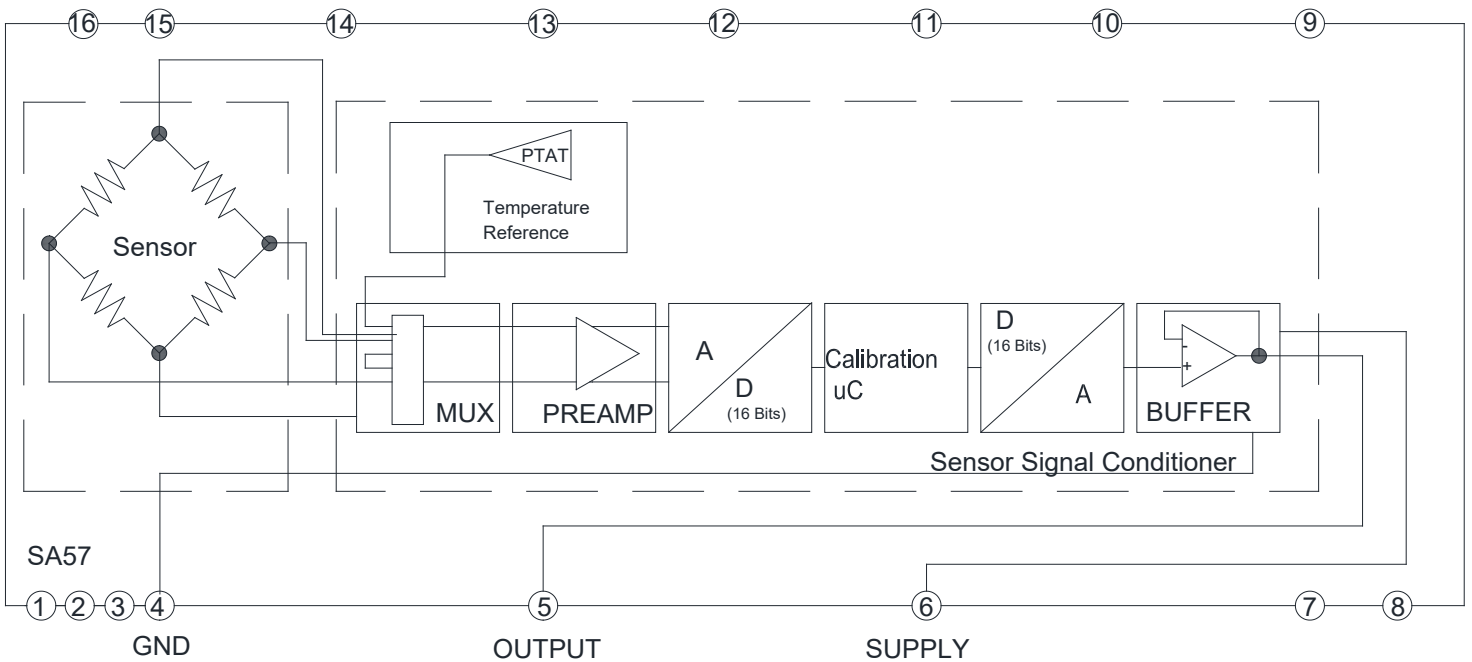 16 15 14 13 12 11 10 9
PTAT
Temperature
Reference
Sensor
MUX
PREAMP
A
D
(16 Bits)
Calibration
uC
D
(16 Bits)
A
-
+
BUFFER
Sensor Signal Conditioner
SA57
1 2 3 4 5 6 7 8
GND OUTPUT SUPPLY